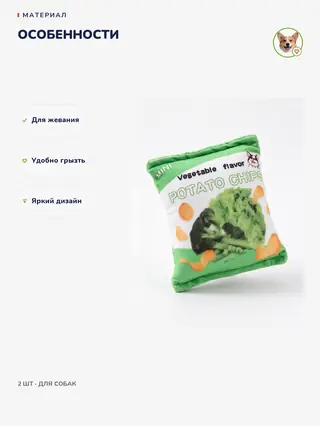 МАТЕРИАЛ
ОСОБЕННОСТИ
Для жевания
Удобно грызть
Яркий дизайн
Vegetable flavor
POTATO CHIPS
2 ШТ · ДЛЯ СОБАК